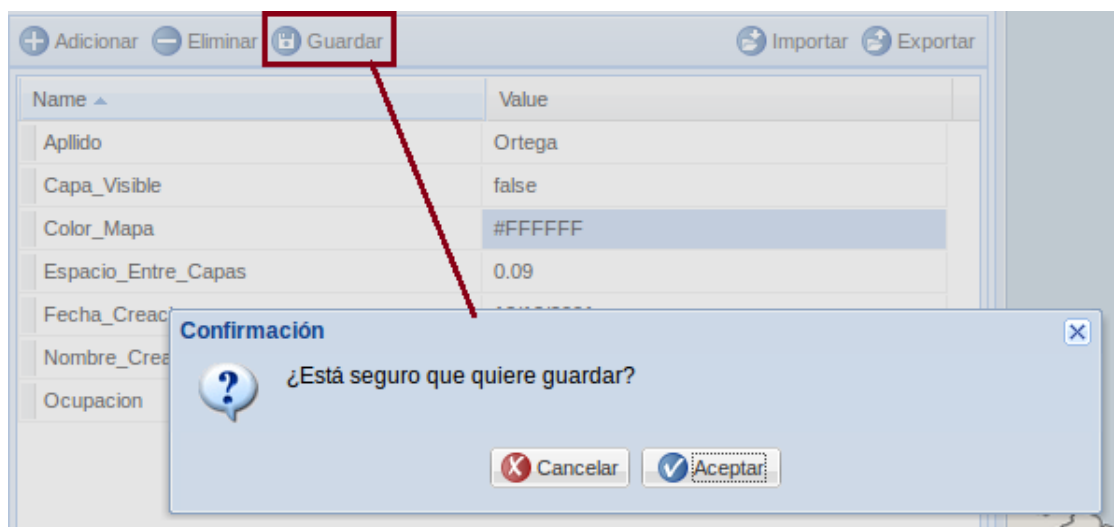 Adicionar Eliminar Guardar Importar Exportar
Name Value
Apllido Ortega
Capa_Visible false
Color_Mapa #FFFFFF
Espacio_Entre_Capas 0.09
Confirmación
¿Está seguro que quiere guardar?
Ocupacion
Cancelar Aceptar